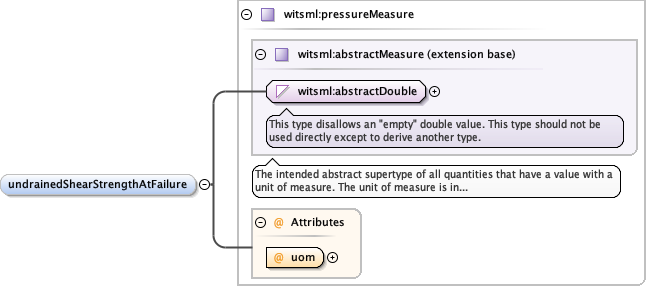 witsml:pressureMeasure
witsml:abstractMeasure (extension base)
witsml:abstractDouble
This type disallows an "empty" double value. This type should not be
used directly except to derive another type.
undrainedShearStrengthAtFailure
The intended abstract supertype of all quantities that have a value with a
unit of measure. The unit of measure is in...
@ Attributes
@ uom